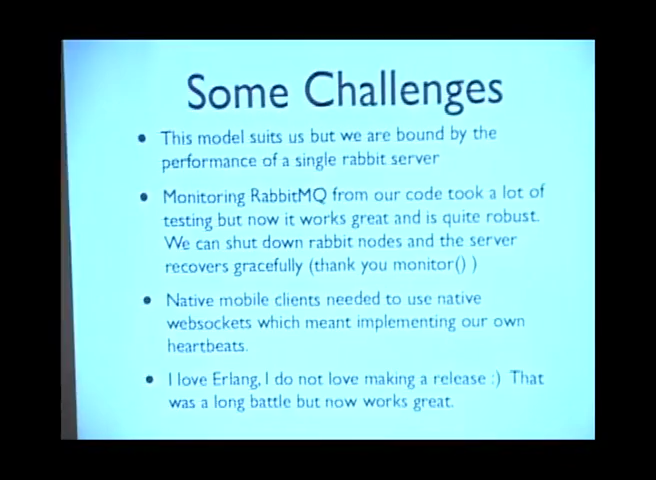 Some Challenges
• This model suits us but we are bound by the
performance of a single rabbit server
• Monitoring RabbitMQ from our code took a lot of
testing but now it works great and is quite robust.
We can shut down rabbit nodes and the server
recovers gracefully (thank you monitor() )
• Native mobile clients needed to use native
websockets which meant implementing our own
heartbeats.
• I love Erlang, I do not love making a release :) That
was a long battle but now works great.